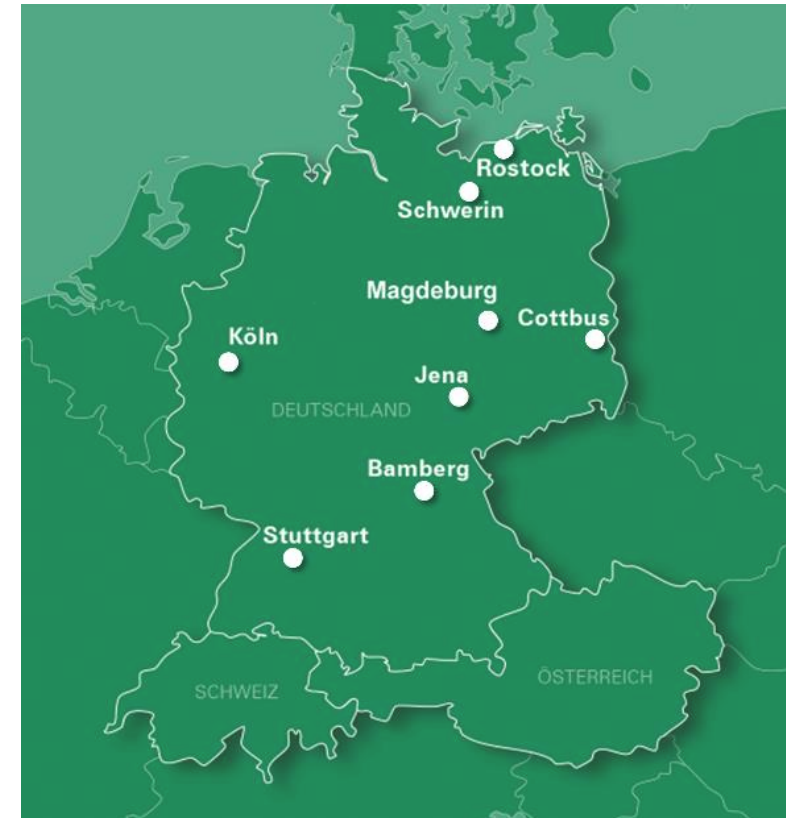 Rostock
Schwerin
Magdeburg
Cottbus
Köln
Jena
DEUTSCHLAND
Bamberg
Stuttgart
ÖSTERREICH
SCHWEIZ